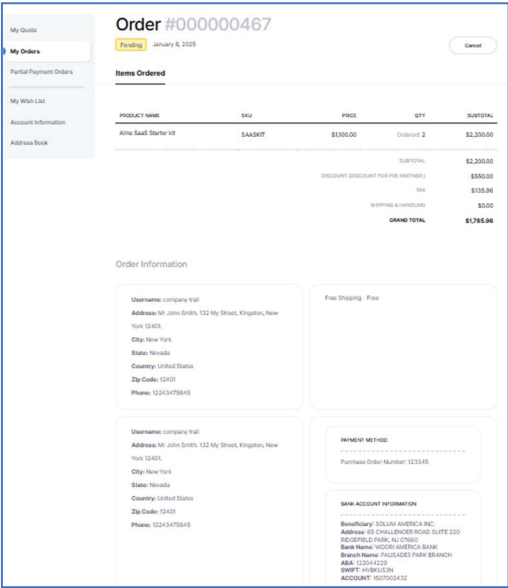 My Quote
My Orders
Partial Payment Orders
My Wish List
Account Information
Address Book
Order #000000467
Pending January 8, 2025
Cancel
Items Ordered
PRODUCT NAME SKU PRICE QTY SUBTOTAL
Aims SaaS Starter kit SAASKIT $1,100.00 Ordered: 2 $2,200.00
SUBTOTAL $2,200.00
DISCOUNT (DISCOUNT FOR PRE PARTNER ) $550.00
TAX $135.96
SHIPPING & HANDLING $0.00
GRAND TOTAL $1,785.96
Order Information
Username: company trail
Address: Mr John Smith. 132 My Street, Kingston, New
York 12401.
City: New York
State: Nevada
Country: United States
Zip Code: 12401
Phone: 12243475845
Free Shipping Free
Username: company trail
Address: Mr John Smith. 132 My Street, Kingston, New
York 12401.
City: New York
State: Nevada
Country: United States
Zip Code: 12401
Phone: 12243475845
PAYMENT METHOD
Purchase Order Number: 123345
BANK ACCOUNT INFORMATION
Beneficiary: SOLUM AMERICA INC.
Address: 65 CHALLENGER ROAD SUITE 220
RIDGEFIELD PARK, NJ 07660
Bank Name: WOORI AMERICA BANK
Branch Name: PALISADES PARK BRANCH
ABA: 122044229
SWIFT: HVBKUS3N
ACCOUNT: 1507002432